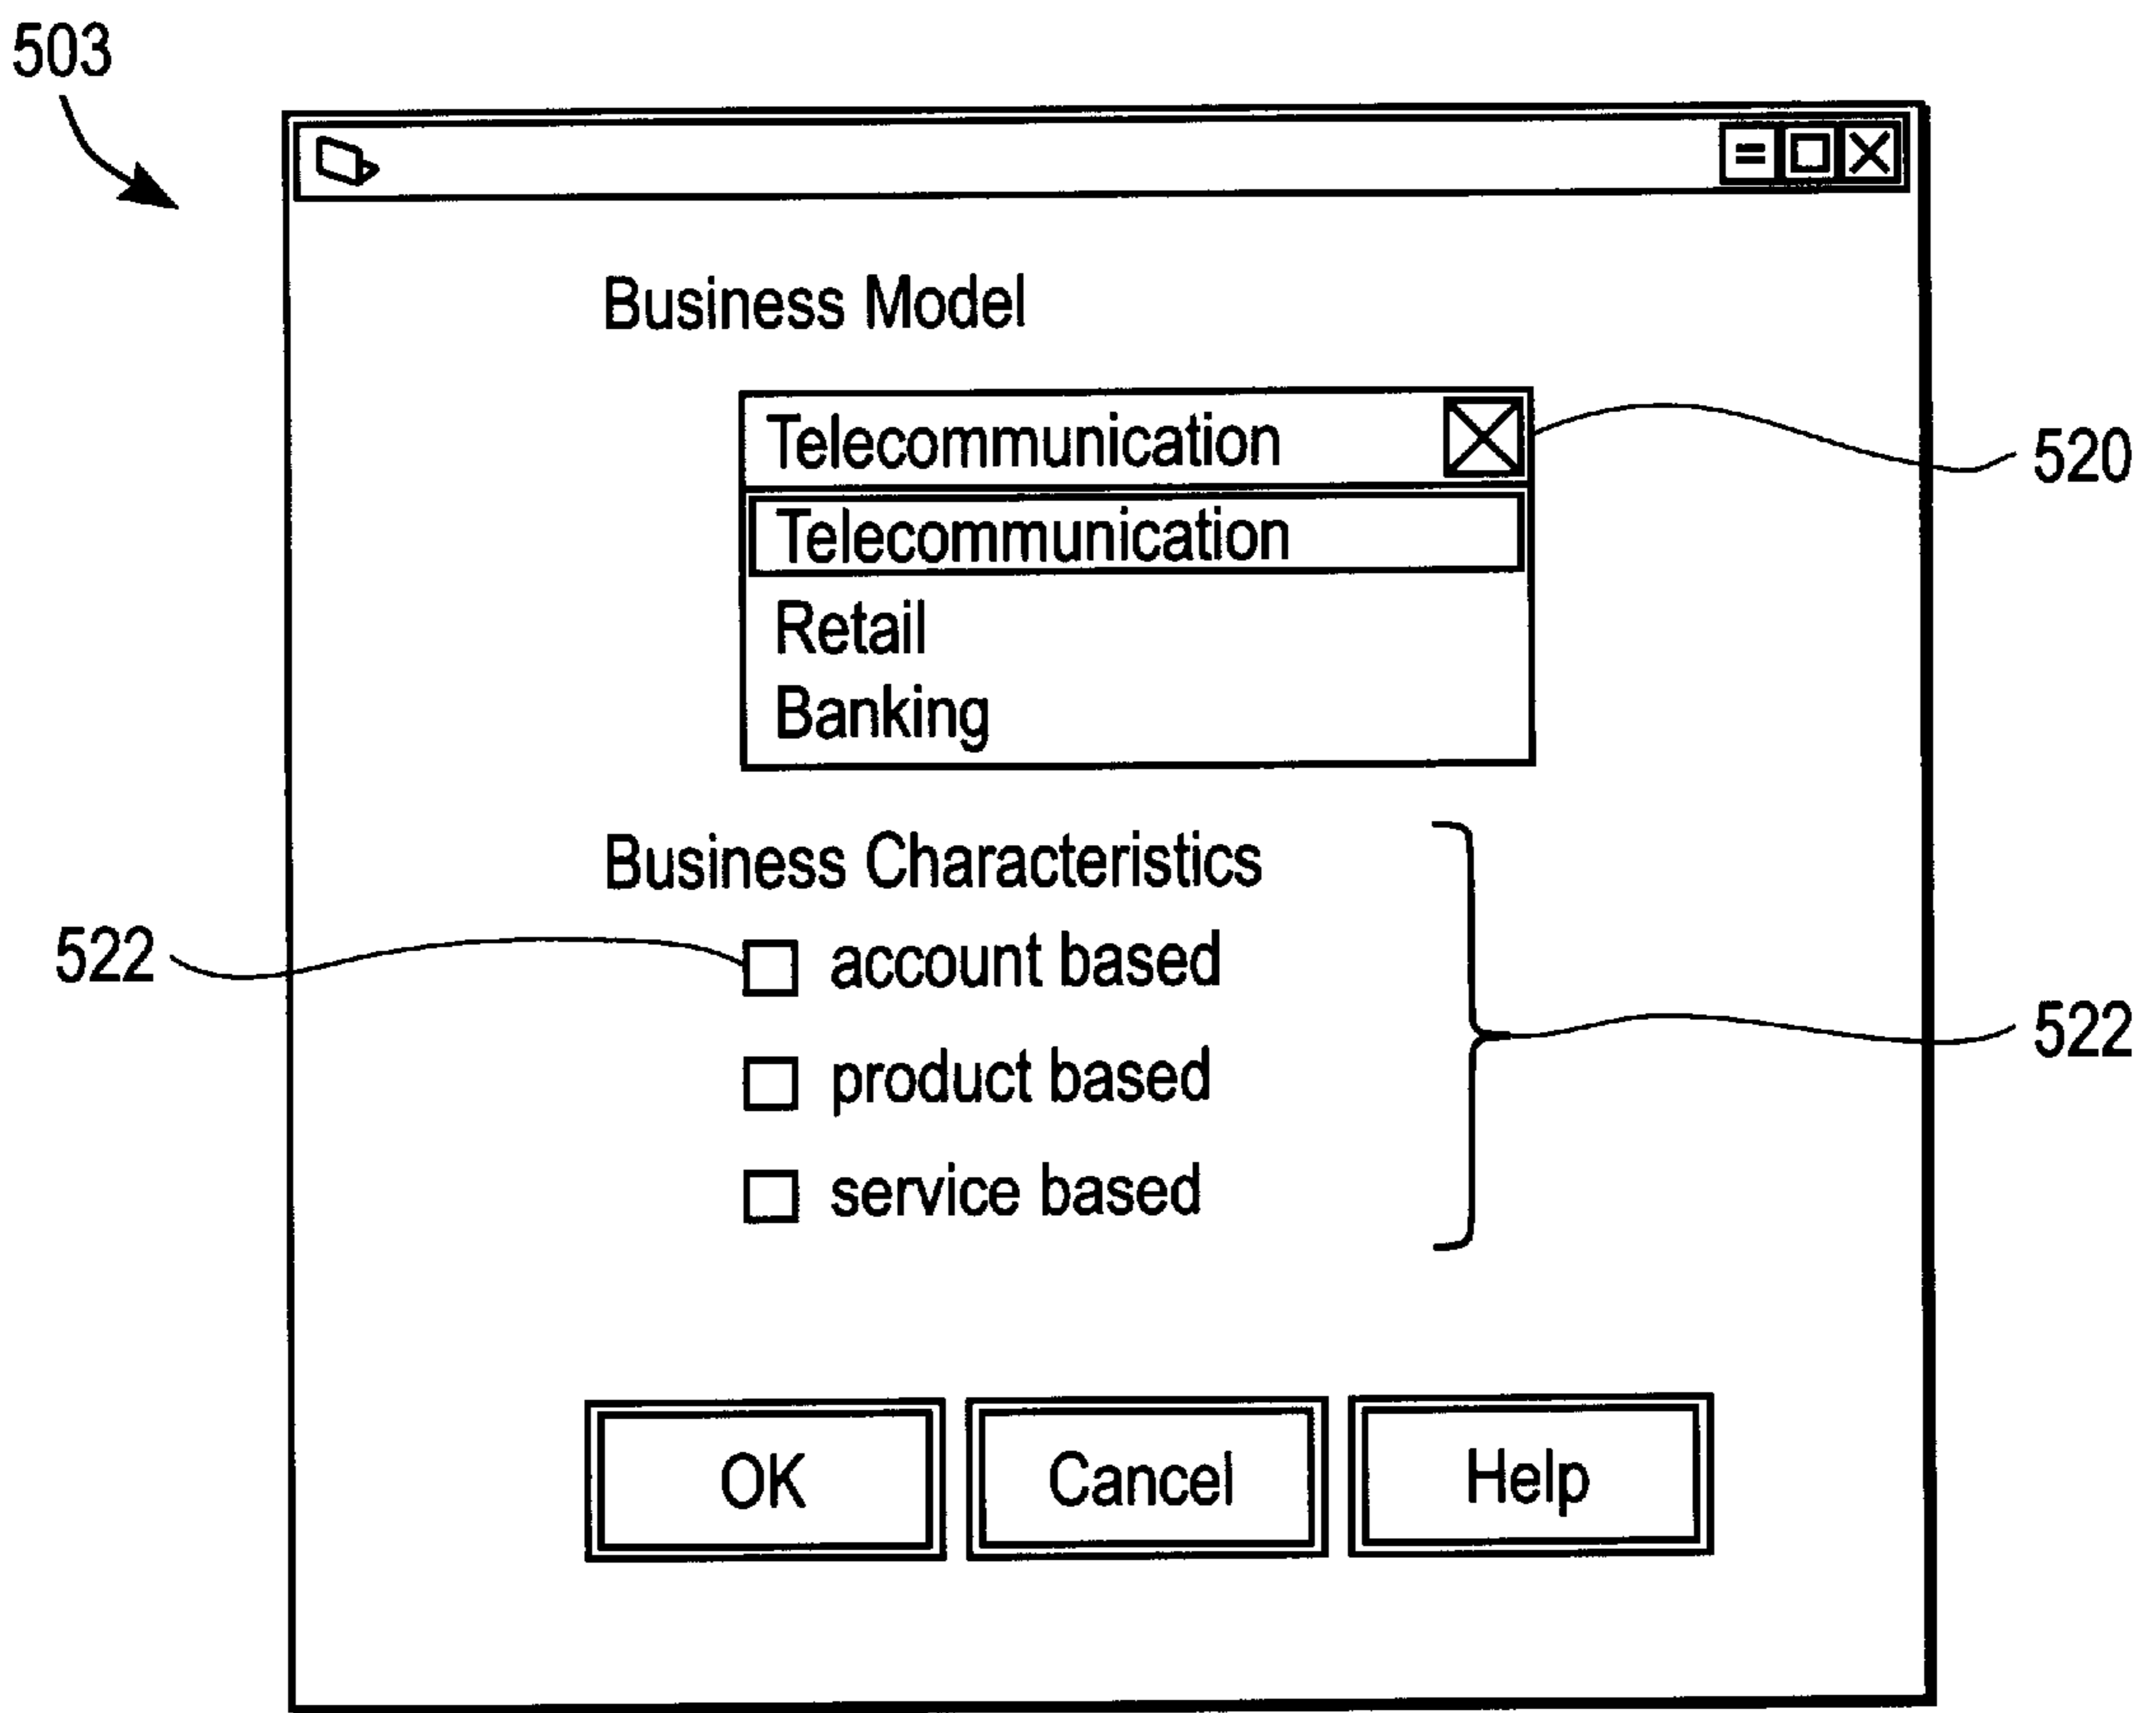 503
Business Model
Telecommunication
520
Telecommunication
Retail
Banking
Business Characteristics
522
account based
522
product based
service based
OK
Cancel
Help